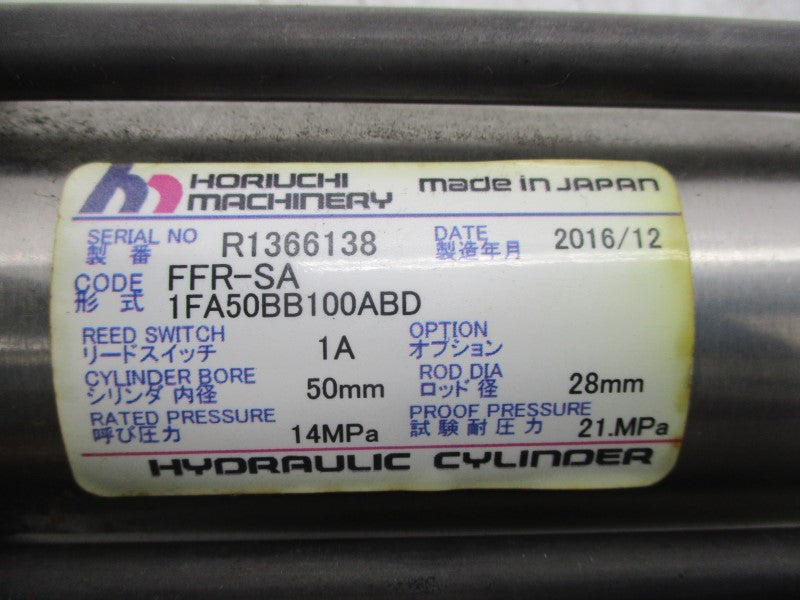 HORIUCHI MACHINERY made in JAPAN
SERIAL NO 製番 R1366138 DATE 製造年月 2016/12
CODE 形式 FFR-SA
1FA50BB100ABD
REED SWITCH リードスイッチ 1A OPTION オプション
CYLINDER BORE シリンダ内径 50mm ROD DIA ロッド径 28mm
RATED PRESSURE 呼び圧力 14MPa PROOF PRESSURE 試験耐圧力 21.MPa
HYDRAULIC CYLINDER